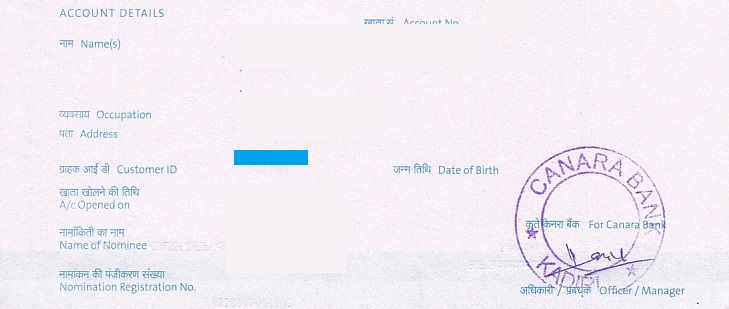 ACCOUNT DETAILS
खाता सं. Account No.
नाम Name(s)
व्यवसाय Occupation
पता Address
ग्राहक आई डी Customer ID
जन्म तिथि Date of Birth
खाता खोलने की तिथि
A/c Opened on
CANARA BANK
कृते केनरा बैंक For Canara Bank
नामांकिती का नाम
Name of Nominee
KADIPUR
नामांकन की पंजीकरण संख्या
Nomination Registration No.
अधिकारी / प्रबंधक Officer / Manager